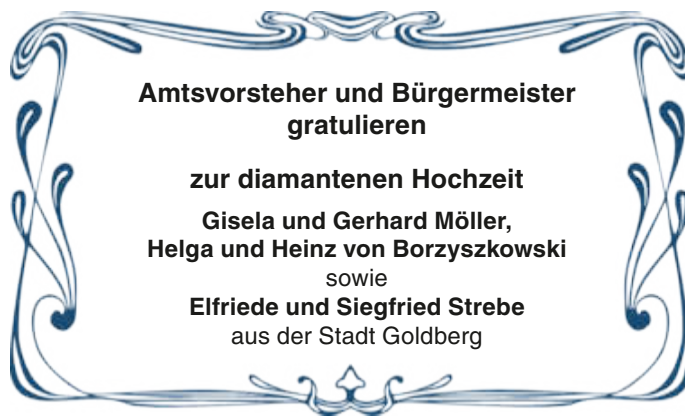 Amtsvorsteher und Bürgermeister
gratulieren
zur diamantenen Hochzeit
Gisela und Gerhard Möller,
Helga und Heinz von Borzyszkowski
sowie
Elfriede und Siegfried Strebe
aus der Stadt Goldberg